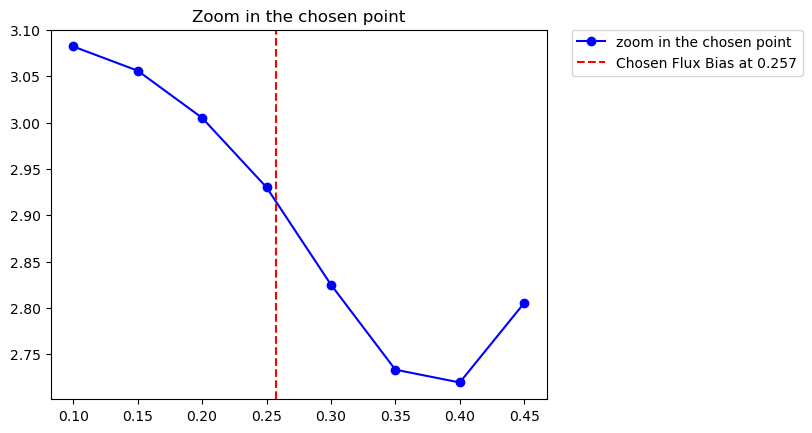 Zoom in the chosen point
zoom in the chosen point
Chosen Flux Bias at 0.257
3.10
3.05
3.00
2.95
2.90
2.85
2.80
2.75
0.10 0.15 0.20 0.25 0.30 0.35 0.40 0.45